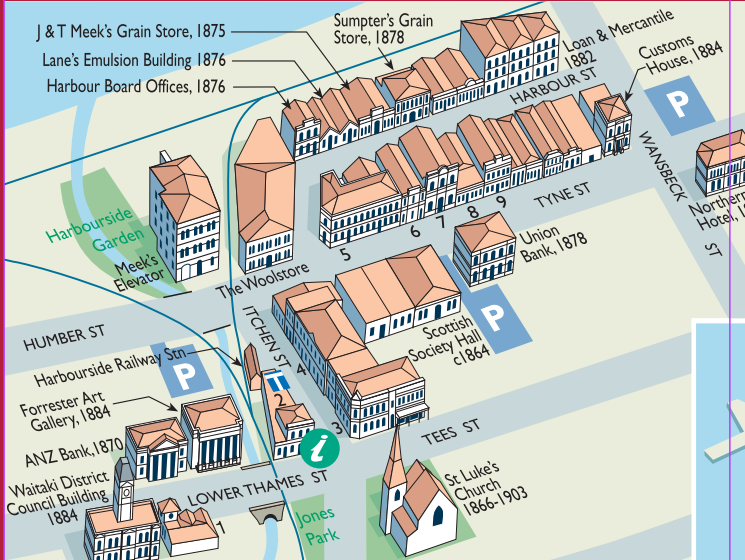 J & T Meek's Grain Store, 1875
Lane's Emulsion Building 1876
Harbour Board Offices, 1876
Sumpter's Grain
Store, 1878
Loan & Mercantile
1882
HARBOUR ST
Customs
House, 1884
P
WANSBECK
ST
Northern
Hotel,
TYNE ST
5
6
7
8
9
Union
Bank, 1878
Harbourside
Garden
Meek's
Elevator
The Woolstore
HUMBER ST
ITCHEN ST
4
Scottish
Society Hall
c1864
P
Harbourside Railway Stn
P
Forrester Art
Gallery, 1884
2
3
i
TEES ST
ANZ Bank, 1870
Waitaki District
Council Building
1884
LOWER THAMES ST
1
Jones
Park
St Luke's
Church
1866-1903